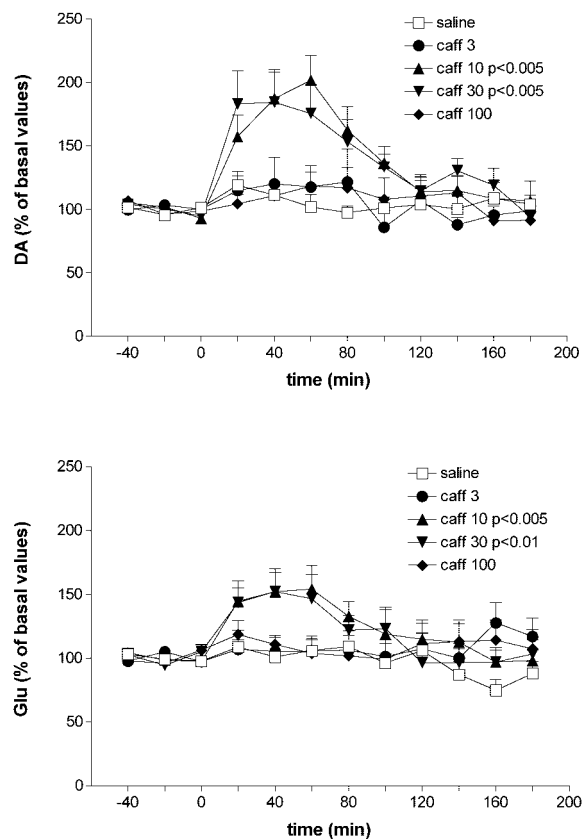 250
200
150
100
50
0
DA (% of basal values)
saline
caff 3
caff 10 p<0.005
caff 30 p<0.005
caff 100
-40 0 40 80 120 160 200
time (min)
250
200
150
100
50
0
Glu (% of basal values)
saline
caff 3
caff 10 p<0.005
caff 30 p<0.01
caff 100
-40 0 40 80 120 160 200
time (min)